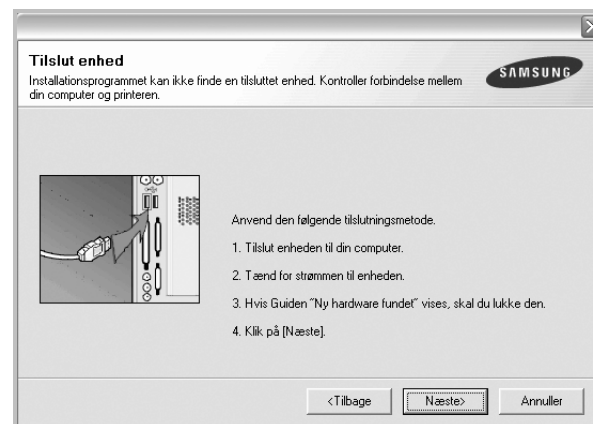 Tilslut enhed
Installationsprogrammet kan ikke finde en tilsluttet enhed. Kontroller forbindelse mellem
din computer og printeren.
SAMSUNG
Anvend den følgende tilslutningsmetode.
1. Tilslut enheden til din computer.
2. Tænd for strømmen til enheden.
3. Hvis Guiden "Ny hardware fundet" vises, skal du lukke den.
4. Klik på [Næste].
<Tilbage
Næste>
Annuller